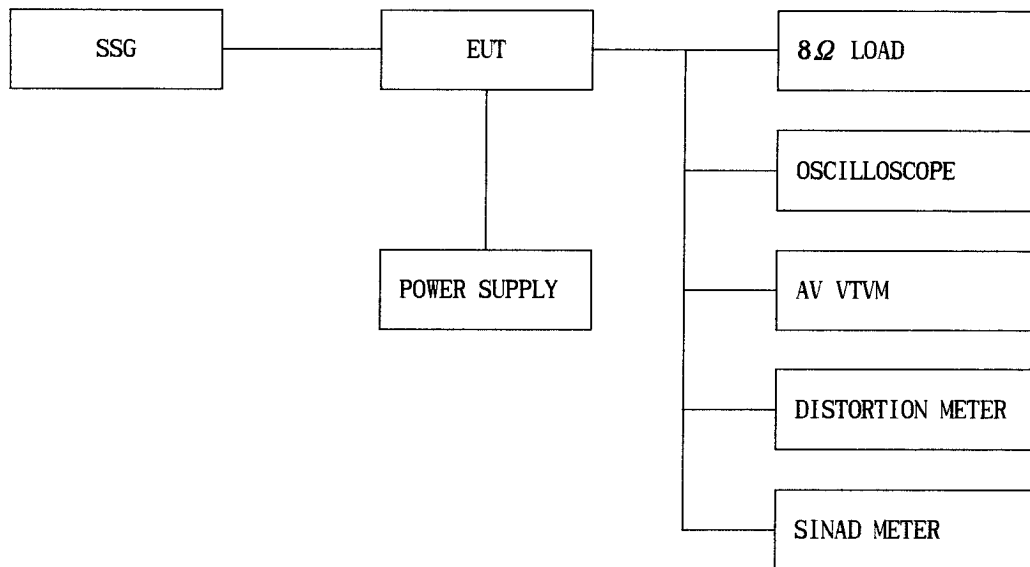 SSG
EUT
8Ω LOAD
OSCILLOSCOPE
POWER SUPPLY
AV VTVM
DISTORTION METER
SINAD METER